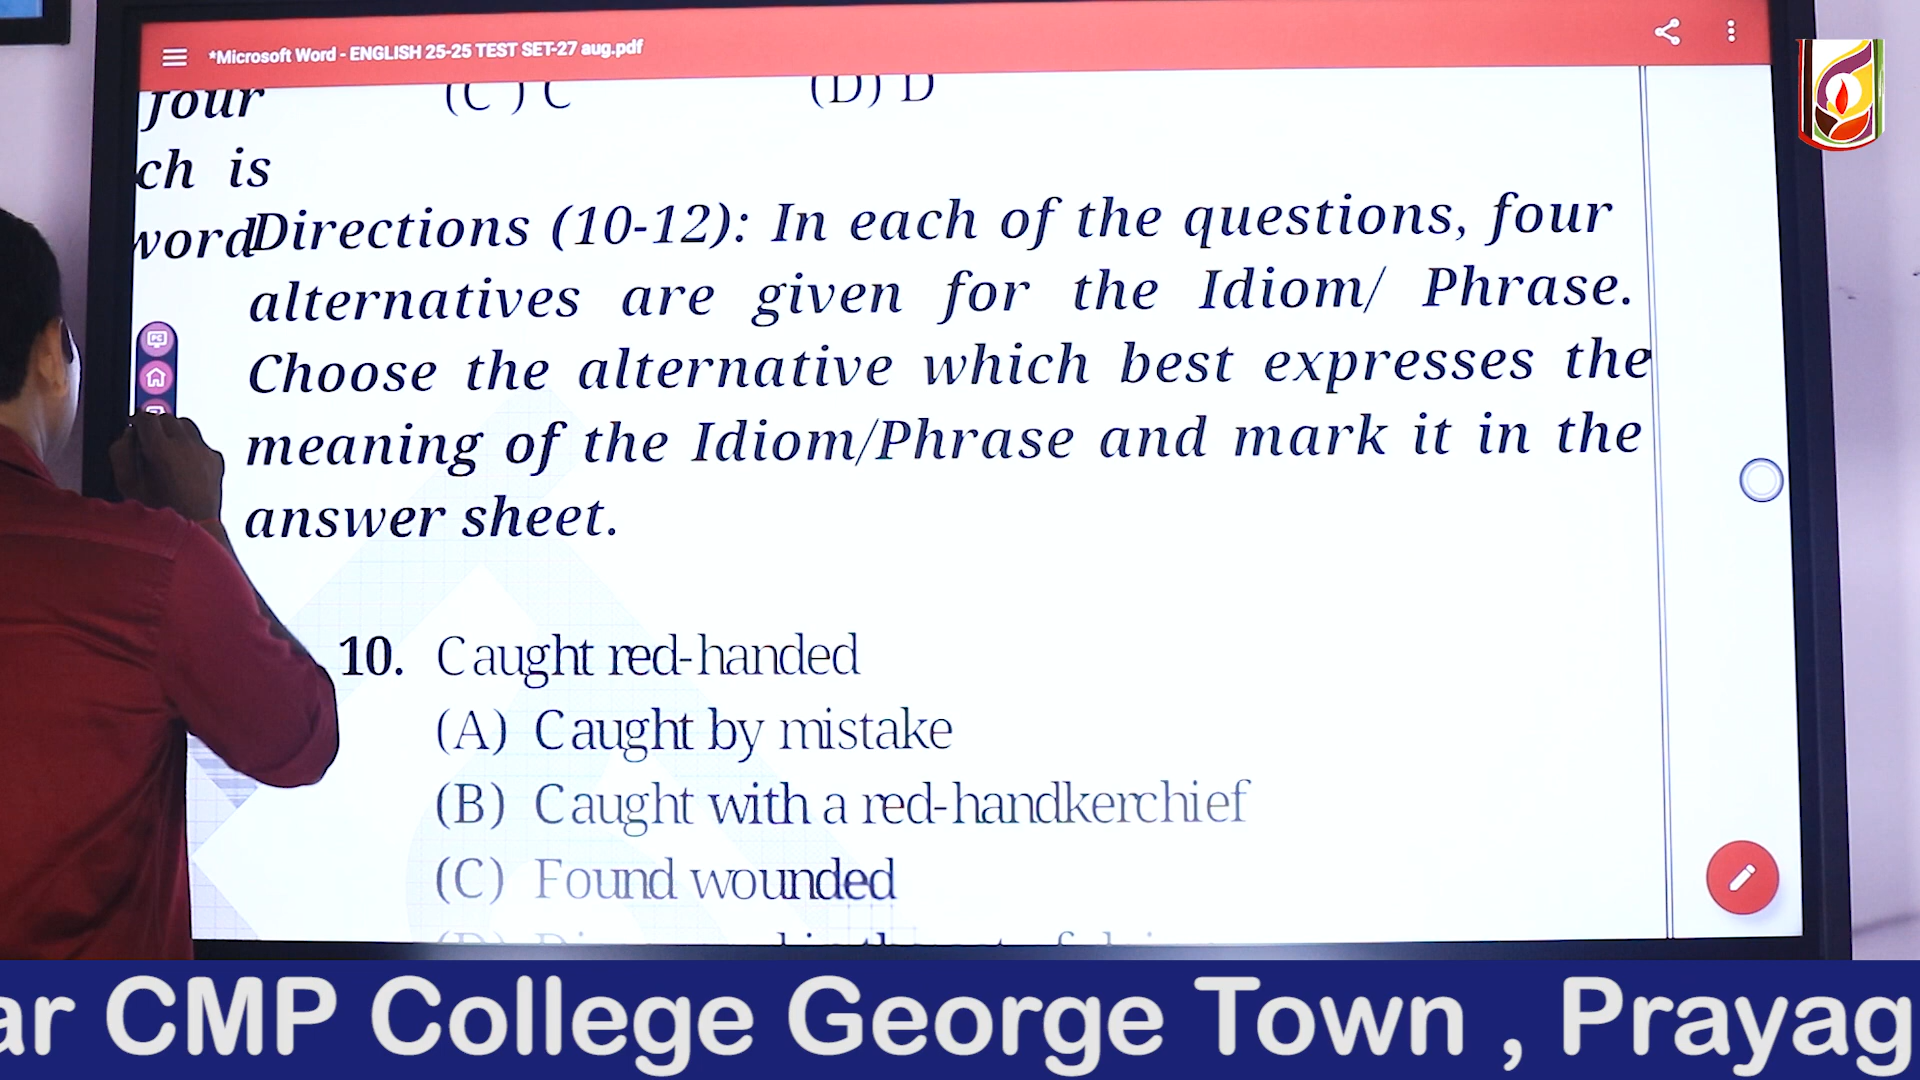 *Microsoft Word - ENGLISH 25-25 TEST SET-27 aug.pdf
four
(C) C (D) D
ch is
word
Directions (10-12): In each of the questions, four
alternatives are given for the Idiom/ Phrase.
Choose the alternative which best expresses the
meaning of the Idiom/Phrase and mark it in the
answer sheet.
10. Caught red-handed
(A) Caught by mistake
(B) Caught with a red-handkerchief
(C) Found wounded
ar CMP College George Town , Prayag